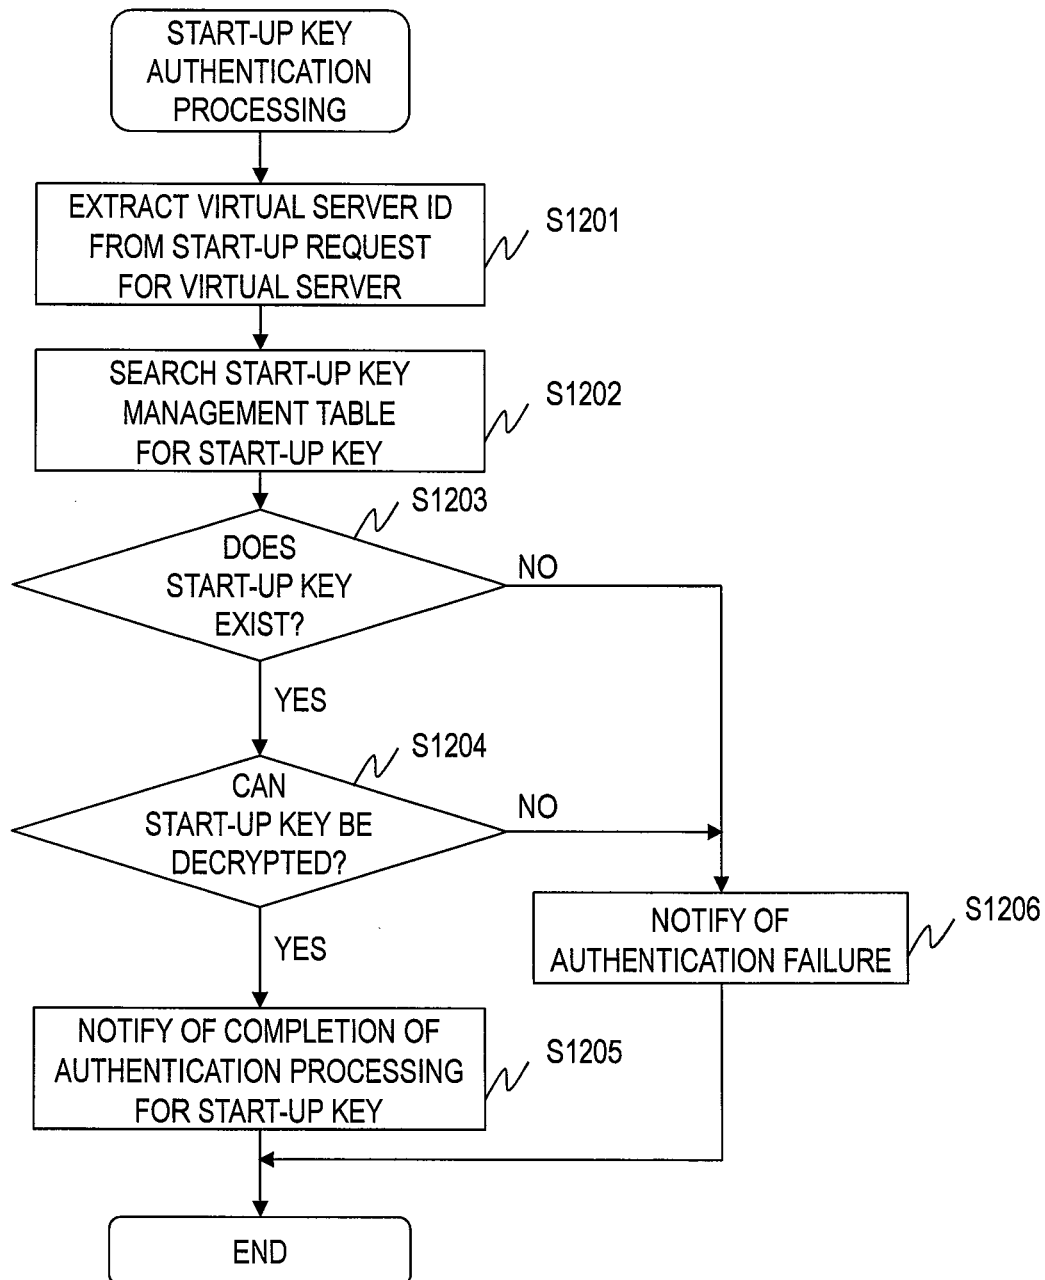 START-UP KEY
AUTHENTICATION
PROCESSING
EXTRACT VIRTUAL SERVER ID
FROM START-UP REQUEST
FOR VIRTUAL SERVER
S1201
SEARCH START-UP KEY
MANAGEMENT TABLE
FOR START-UP KEY
S1202
S1203
DOES
START-UP KEY
EXIST?
NO
YES
S1204
CAN
START-UP KEY BE
DECRYPTED?
NO
YES
NOTIFY OF
AUTHENTICATION FAILURE
S1206
NOTIFY OF COMPLETION OF
AUTHENTICATION PROCESSING
FOR START-UP KEY
S1205
END